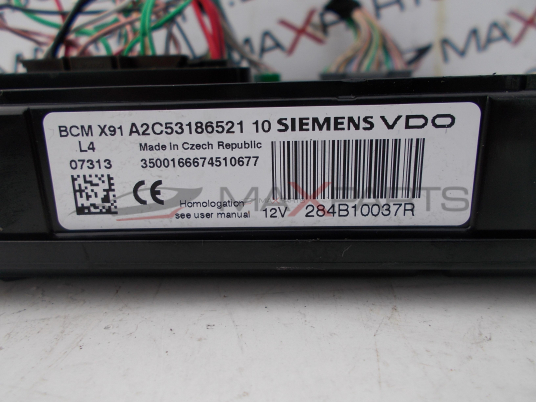 BCM X91 A2C53186521 10 SIEMENS VDO
L4 Made in Czech Republic
07313 3500166674510677
CE Homologation
see user manual 12V 284B10037R
MAXPARTS